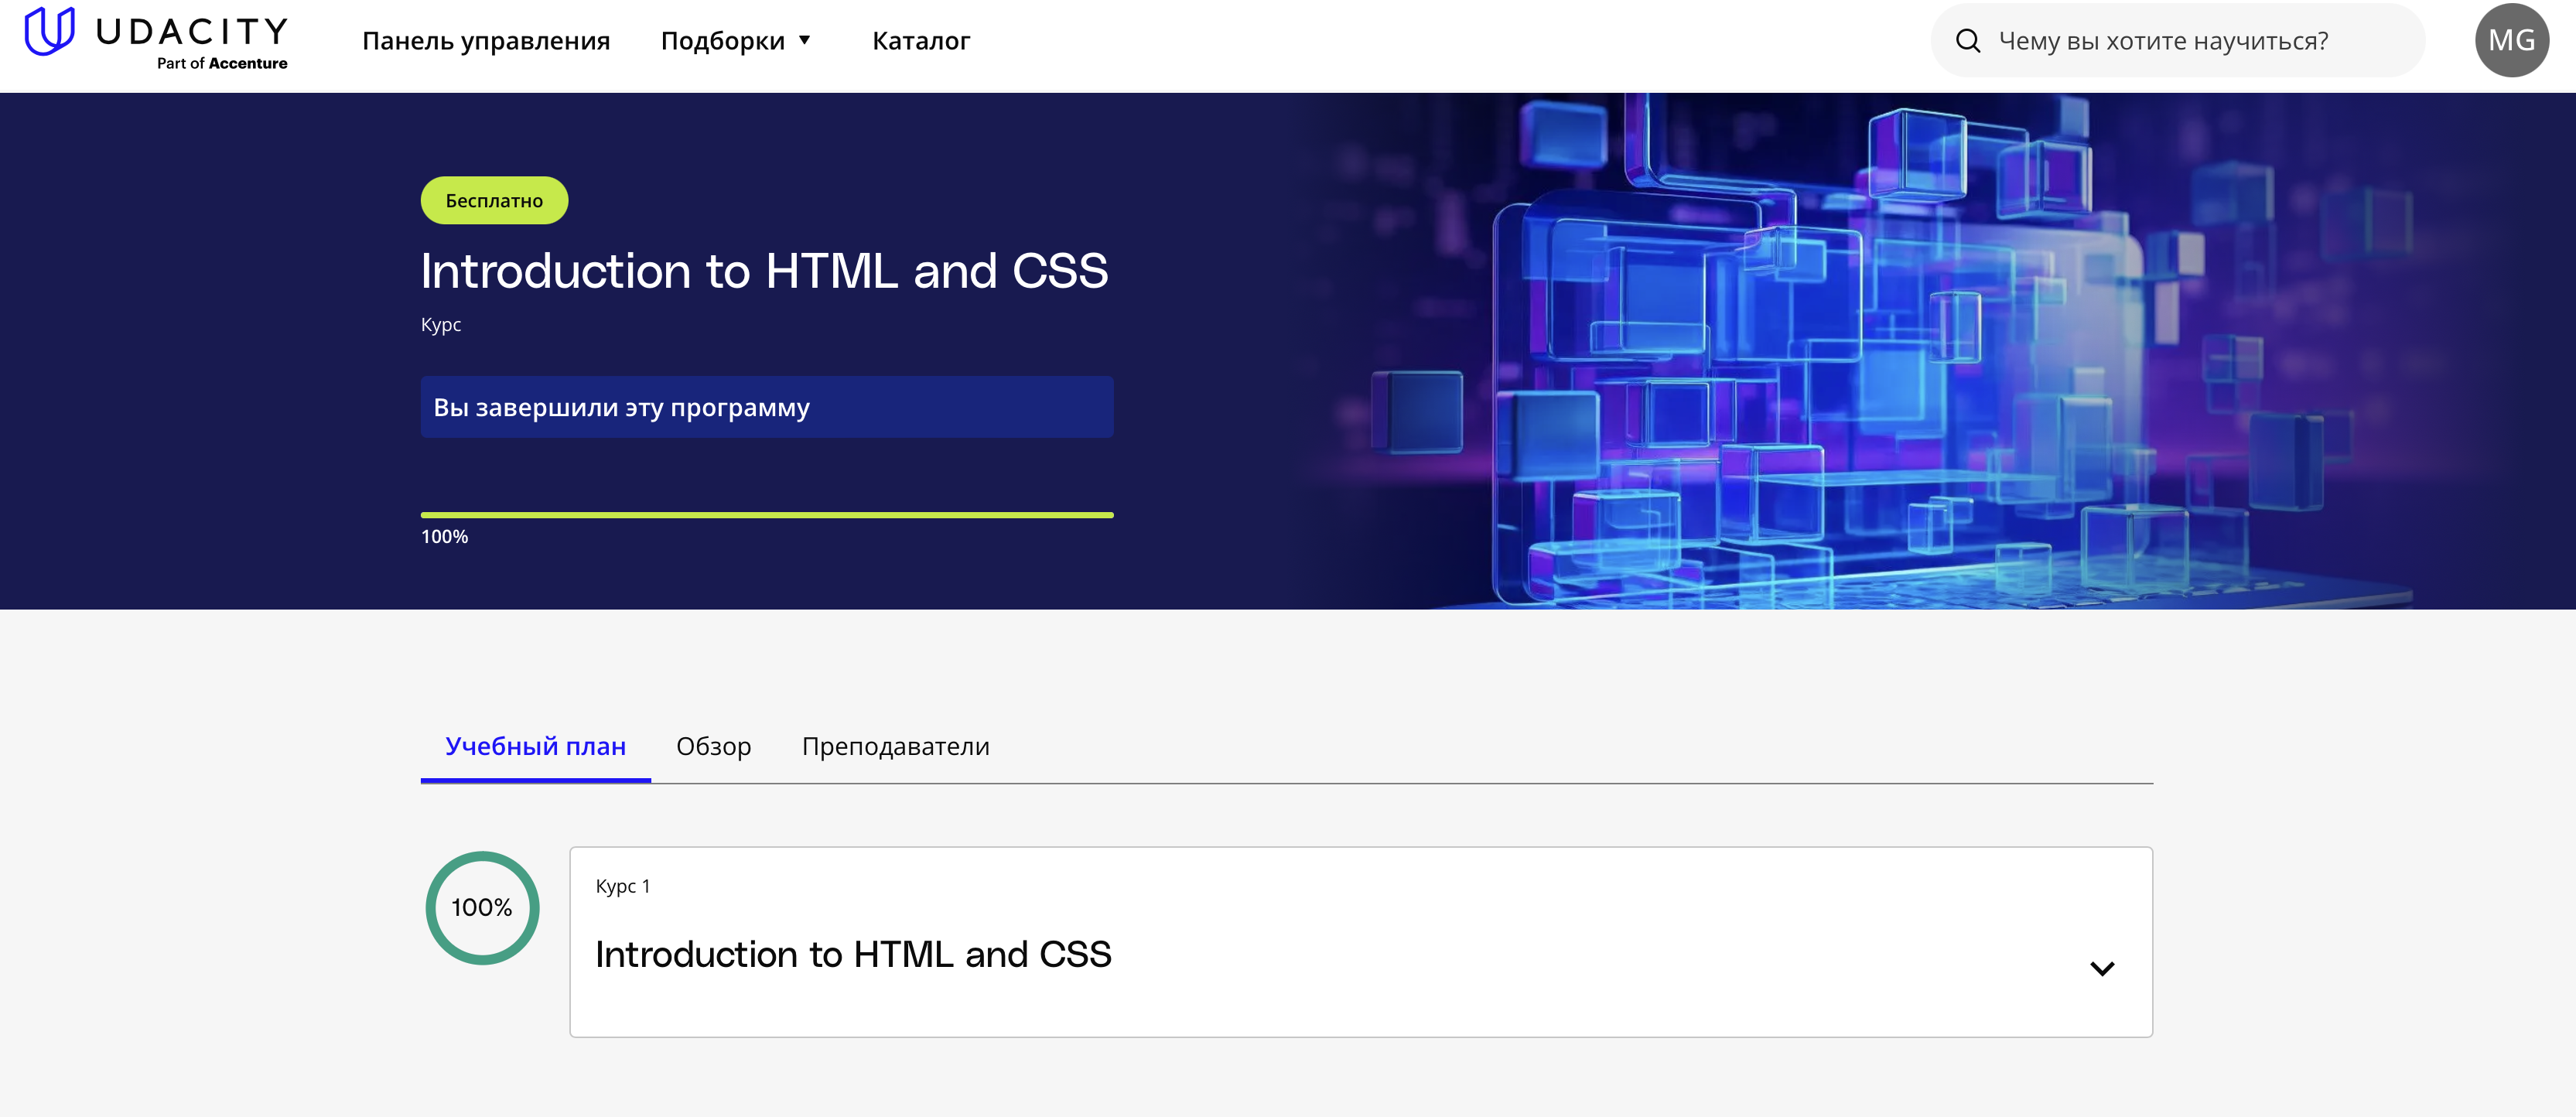 UDACITY
Part of Accenture
Панель управления
Подборки
Каталог
Чему вы хотите научиться?
MG
Бесплатно
Introduction to HTML and CSS
Курс
Вы завершили эту программу
100%
Учебный план
Обзор
Преподаватели
100%
Курс 1
Introduction to HTML and CSS